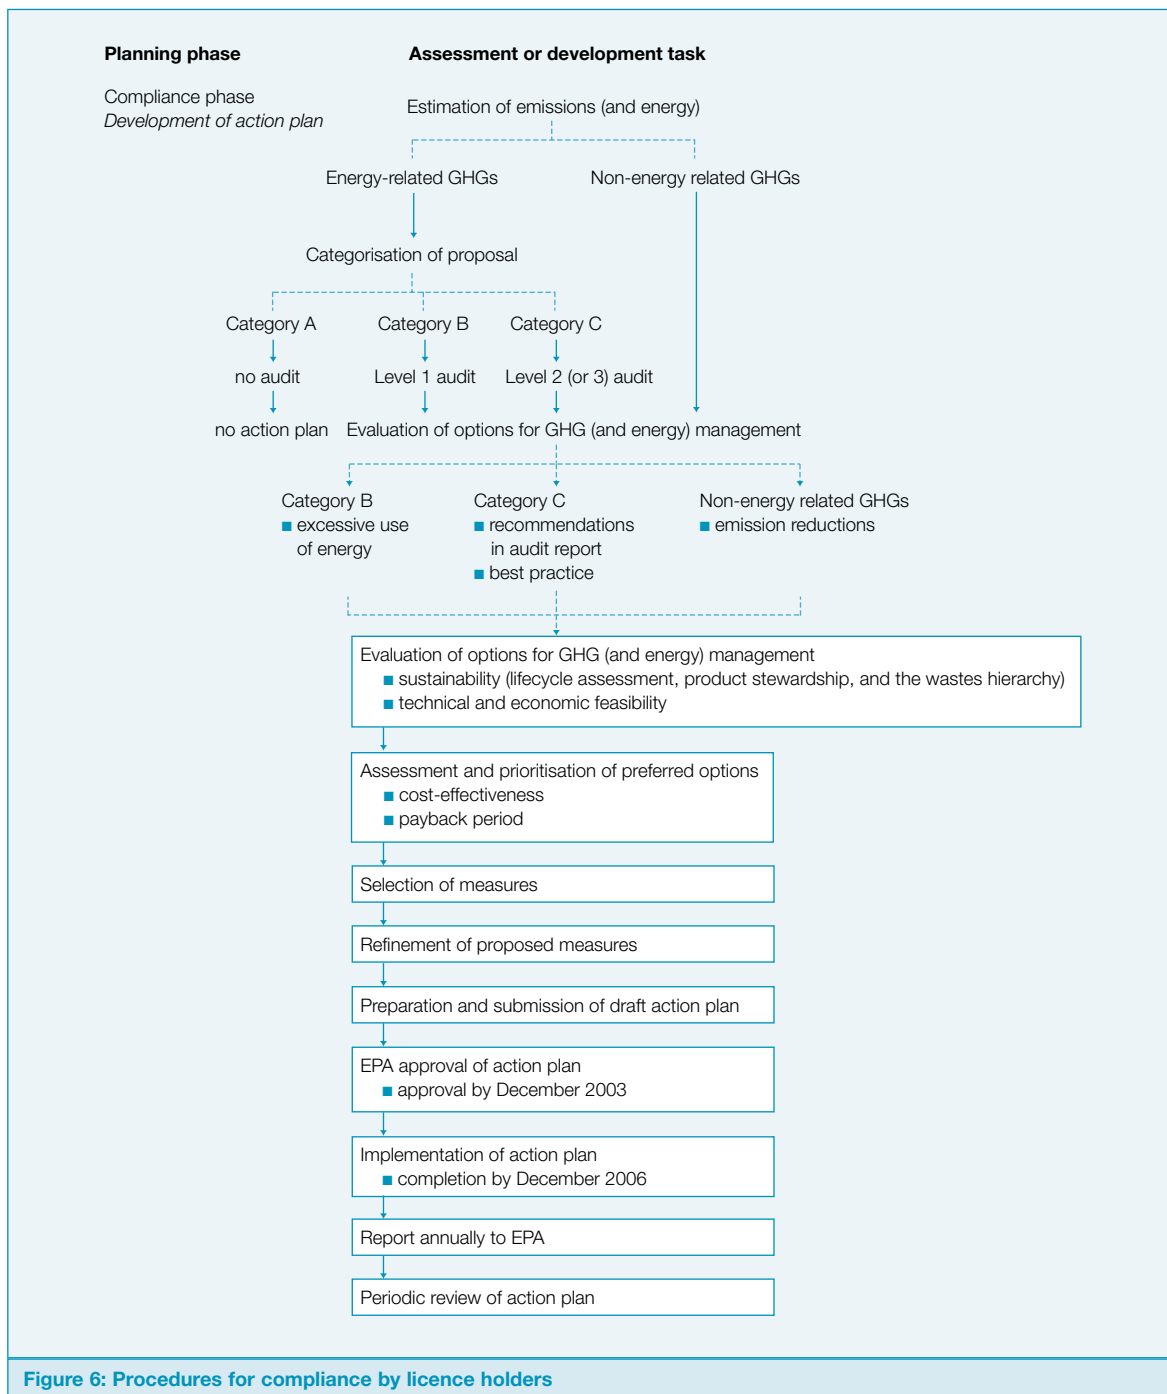 Planning phase
Assessment or development task
Compliance phase
Development of action plan
Estimation of emissions (and energy)
Energy-related GHGs
Non-energy related GHGs
Categorisation of proposal
Category A
Category B
Category C
no audit
Level 1 audit
Level 2 (or 3) audit
no action plan
Evaluation of options for GHG (and energy) management
Category B
■ excessive use
of energy
Category C
■ recommendations
in audit report
■ best practice
Non-energy related GHGs
■ emission reductions
Evaluation of options for GHG (and energy) management
■ sustainability (lifecycle assessment, product stewardship, and the wastes hierarchy)
■ technical and economic feasibility
Assessment and prioritisation of preferred options
■ cost-effectiveness
■ payback period
Selection of measures
Refinement of proposed measures
Preparation and submission of draft action plan
EPA approval of action plan
■ approval by December 2003
Implementation of action plan
■ completion by December 2006
Report annually to EPA
Periodic review of action plan
Figure 6: Procedures for compliance by licence holders